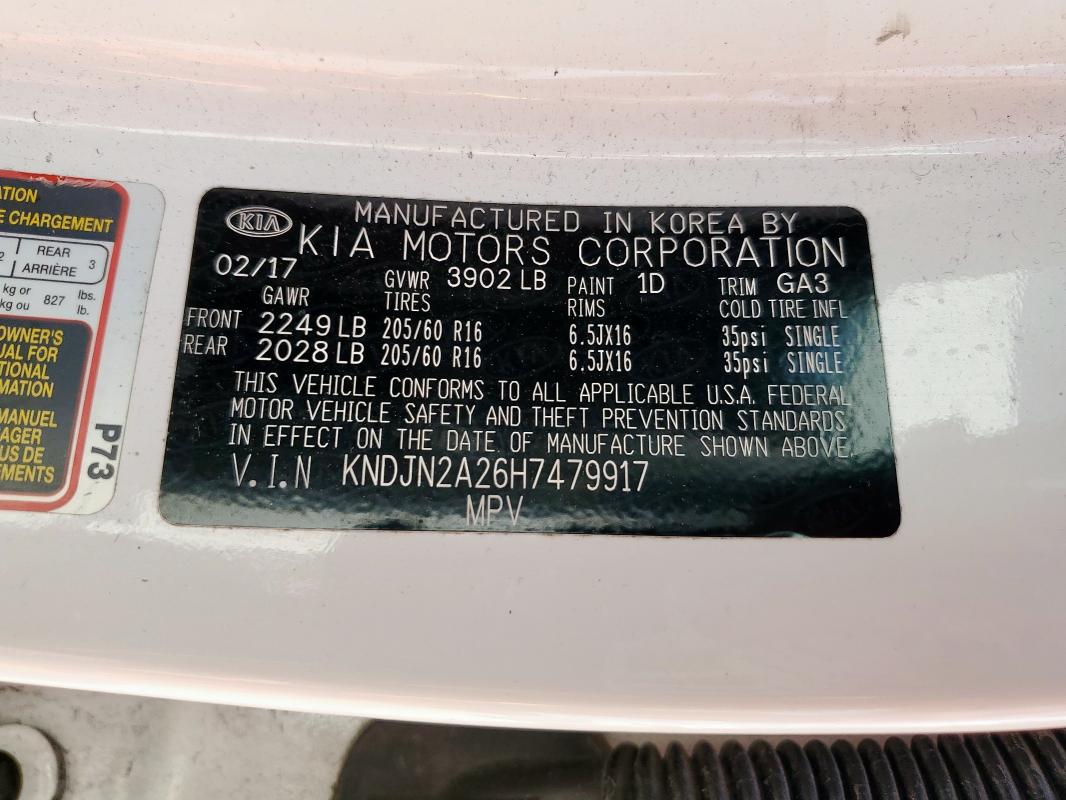 ATION
E CHARGEMENT
2 REAR 3
ARRIÈRE
kg or 827 lbs.
kg ou lb.
OWNER'S
UAL FOR
TIONAL
RMATION
MANUEL
AGER
US DE
EMENTS
P73
KIA
MANUFACTURED IN KOREA BY
KIA MOTORS CORPORATION
02/17 GVWR 3902 LB PAINT 1D TRIM GA3
GAWR TIRES RIMS COLD TIRE INFL
FRONT 2249 LB 205/60 R16 6.5JX16 35psi SINGLE
REAR 2028 LB 205/60 R16 6.5JX16 35psi SINGLE
THIS VEHICLE CONFORMS TO ALL APPLICABLE U.S.A. FEDERAL
MOTOR VEHICLE SAFETY AND THEFT PREVENTION STANDARDS
IN EFFECT ON THE DATE OF MANUFACTURE SHOWN ABOVE.
V.I.N KNDJN2A26H7479917
MPV